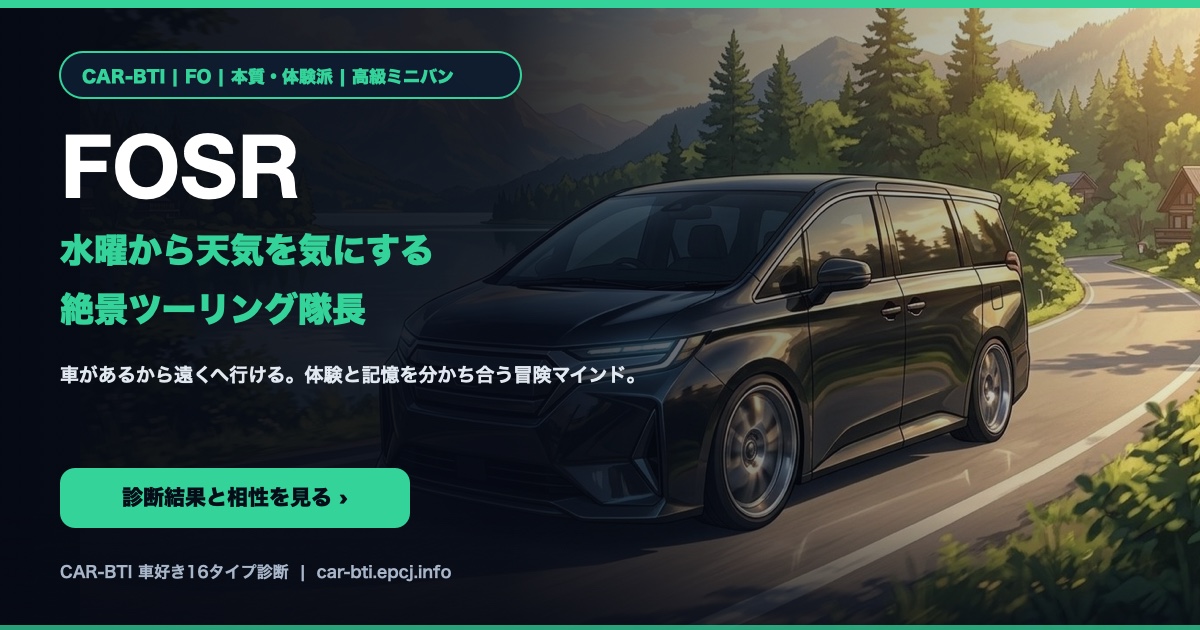 CAR-BTI | FO | 本質・体験派 | 高級ミニバン
FOSR
水曜から天気を気にする
絶景ツーリング隊長
車があるから遠くへ行ける。体験と記憶を分かち合う冒険マインド。
診断結果と相性を見る ›
CAR-BTI 車好き16タイプ診断 | car-bti.epcj.info